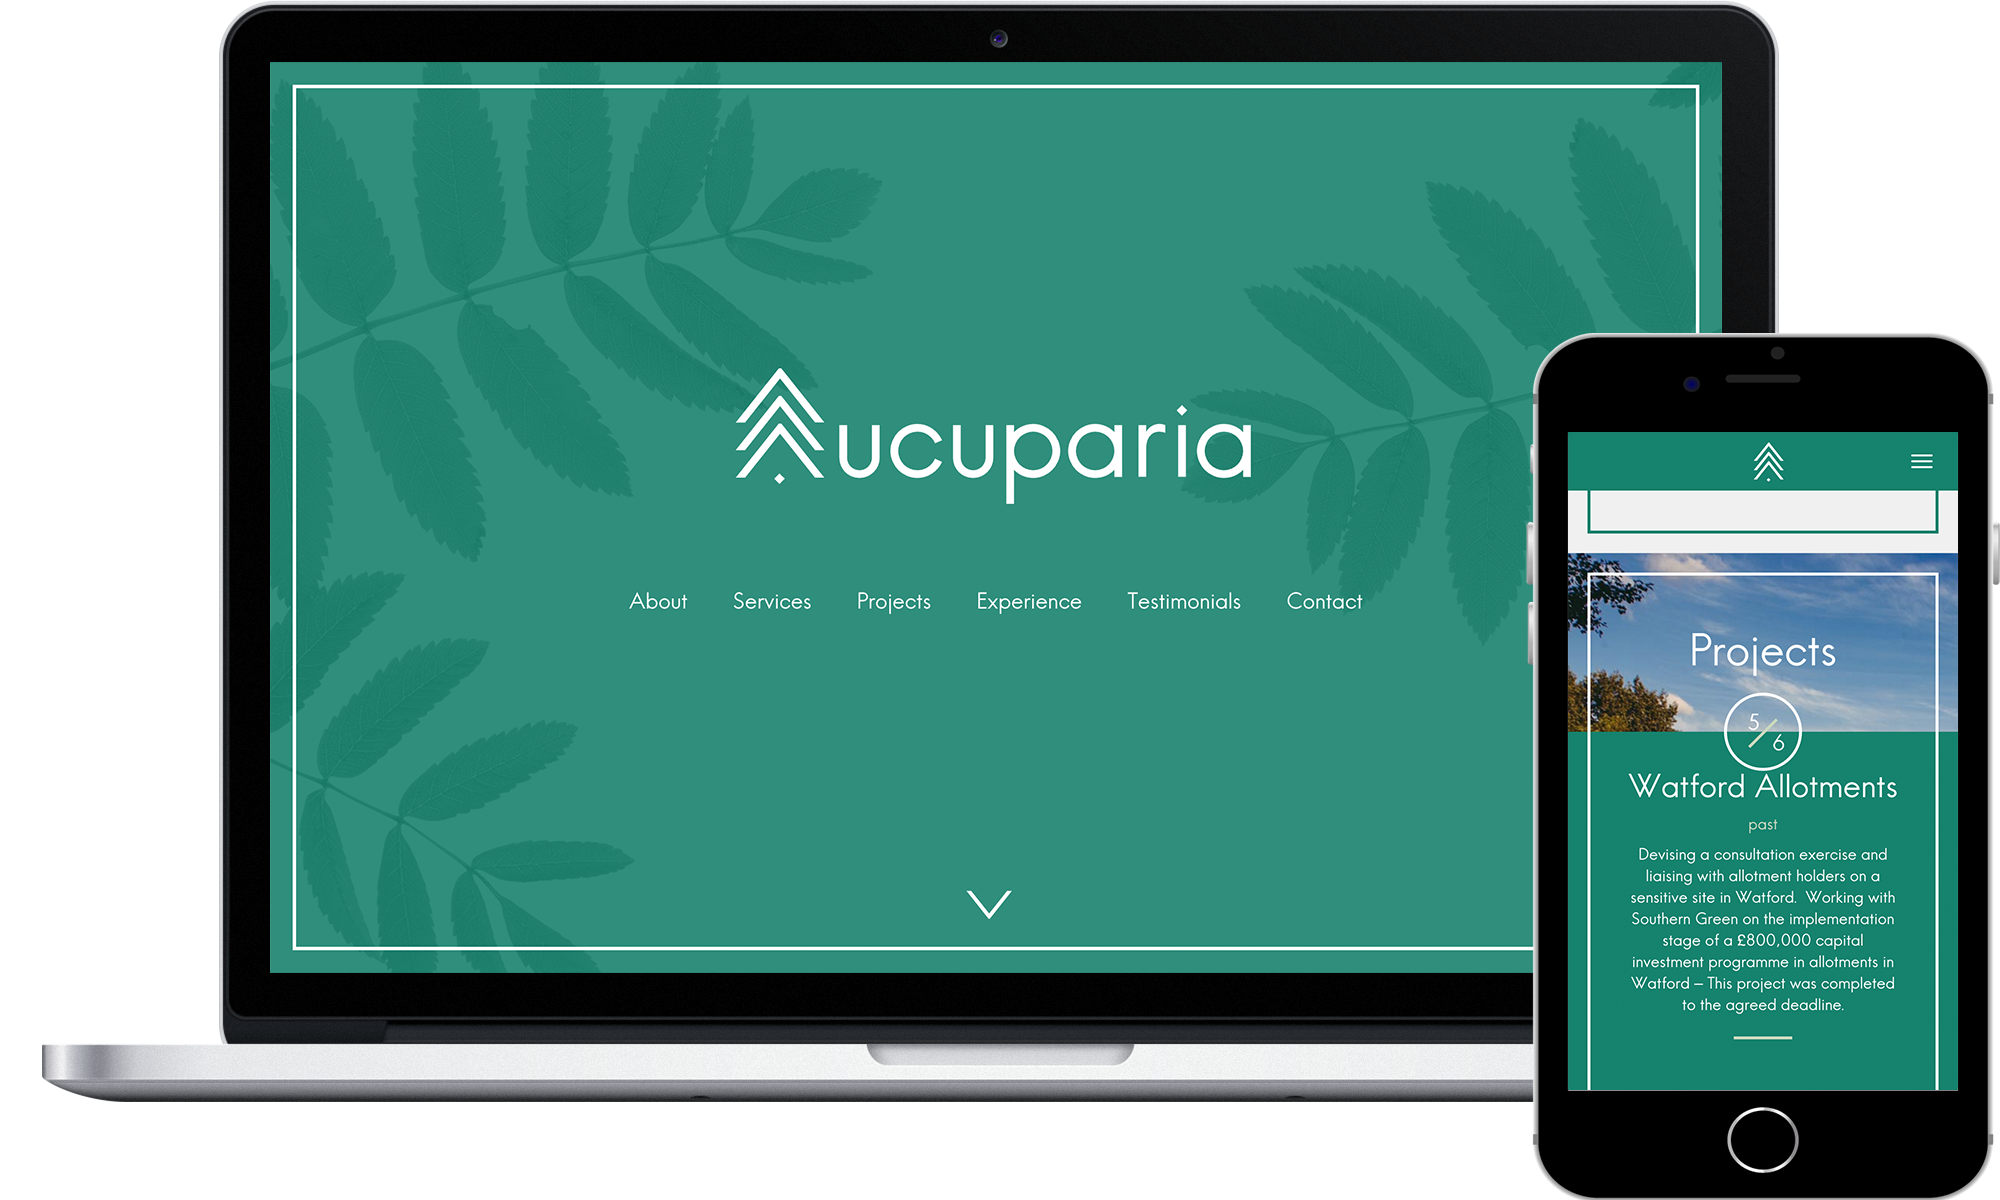 Aucuparia
About Services Projects Experience Testimonials Contact
Projects
5/6
Watford Allotments
past
Devising a consultation exercise and
liaising with allotment holders on a
sensitive site in Watford. Working with
Southern Green on the implementation
stage of a £800,000 capital
investment programme in allotments in
Watford – This project was completed
to the agreed deadline.